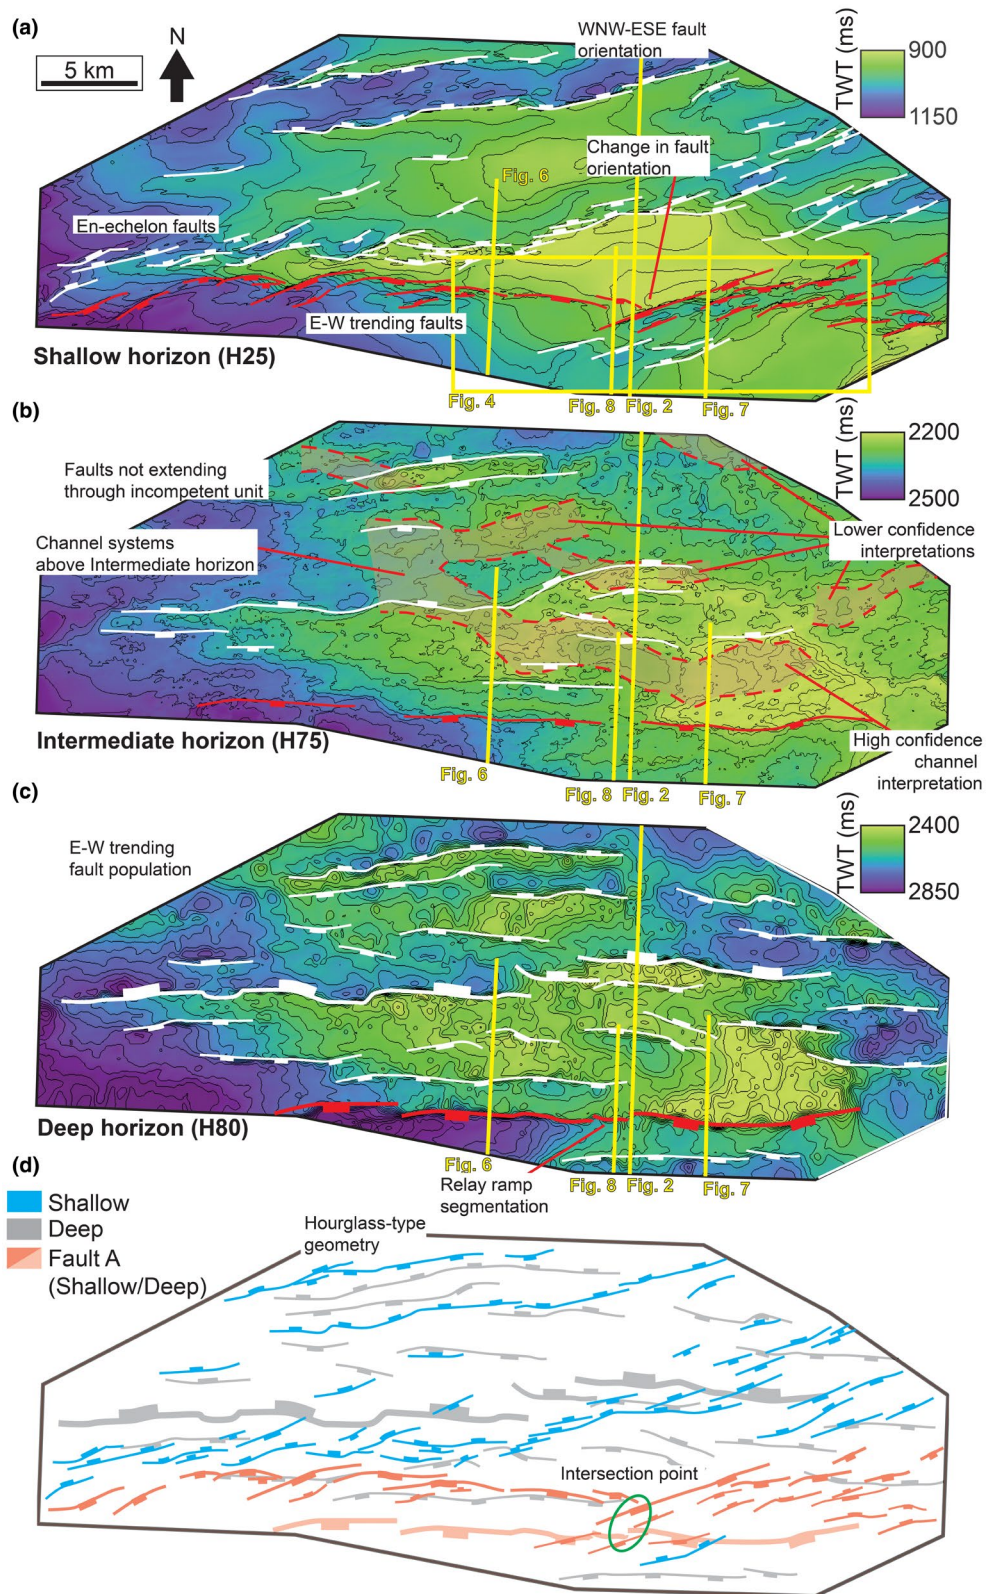 (a)
WNW-ESE fault
orientation
TWT (ms)
900
1150
N
5 km
Change in fault
orientation
Fig. 6
En-echelon faults
E-W trending faults
Shallow horizon (H25)
Fig. 4
Fig. 8
Fig. 2
Fig. 7
(b)
TWT (ms)
2200
2500
Faults not extending
through incompetent unit
Channel systems
above Intermediate horizon
Lower confidence
interpretations
Intermediate horizon (H75)
High confidence
channel
interpretation
Fig. 6
Fig. 8
Fig. 2
Fig. 7
(c)
TWT (ms)
2400
2850
E-W trending
fault population
Deep horizon (H80)
Fig. 6
Relay ramp
segmentation
Fig. 8
Fig. 2
Fig. 7
(d)
Shallow
Deep
Fault A
(Shallow/Deep)
Hourglass-type
geometry
Intersection point